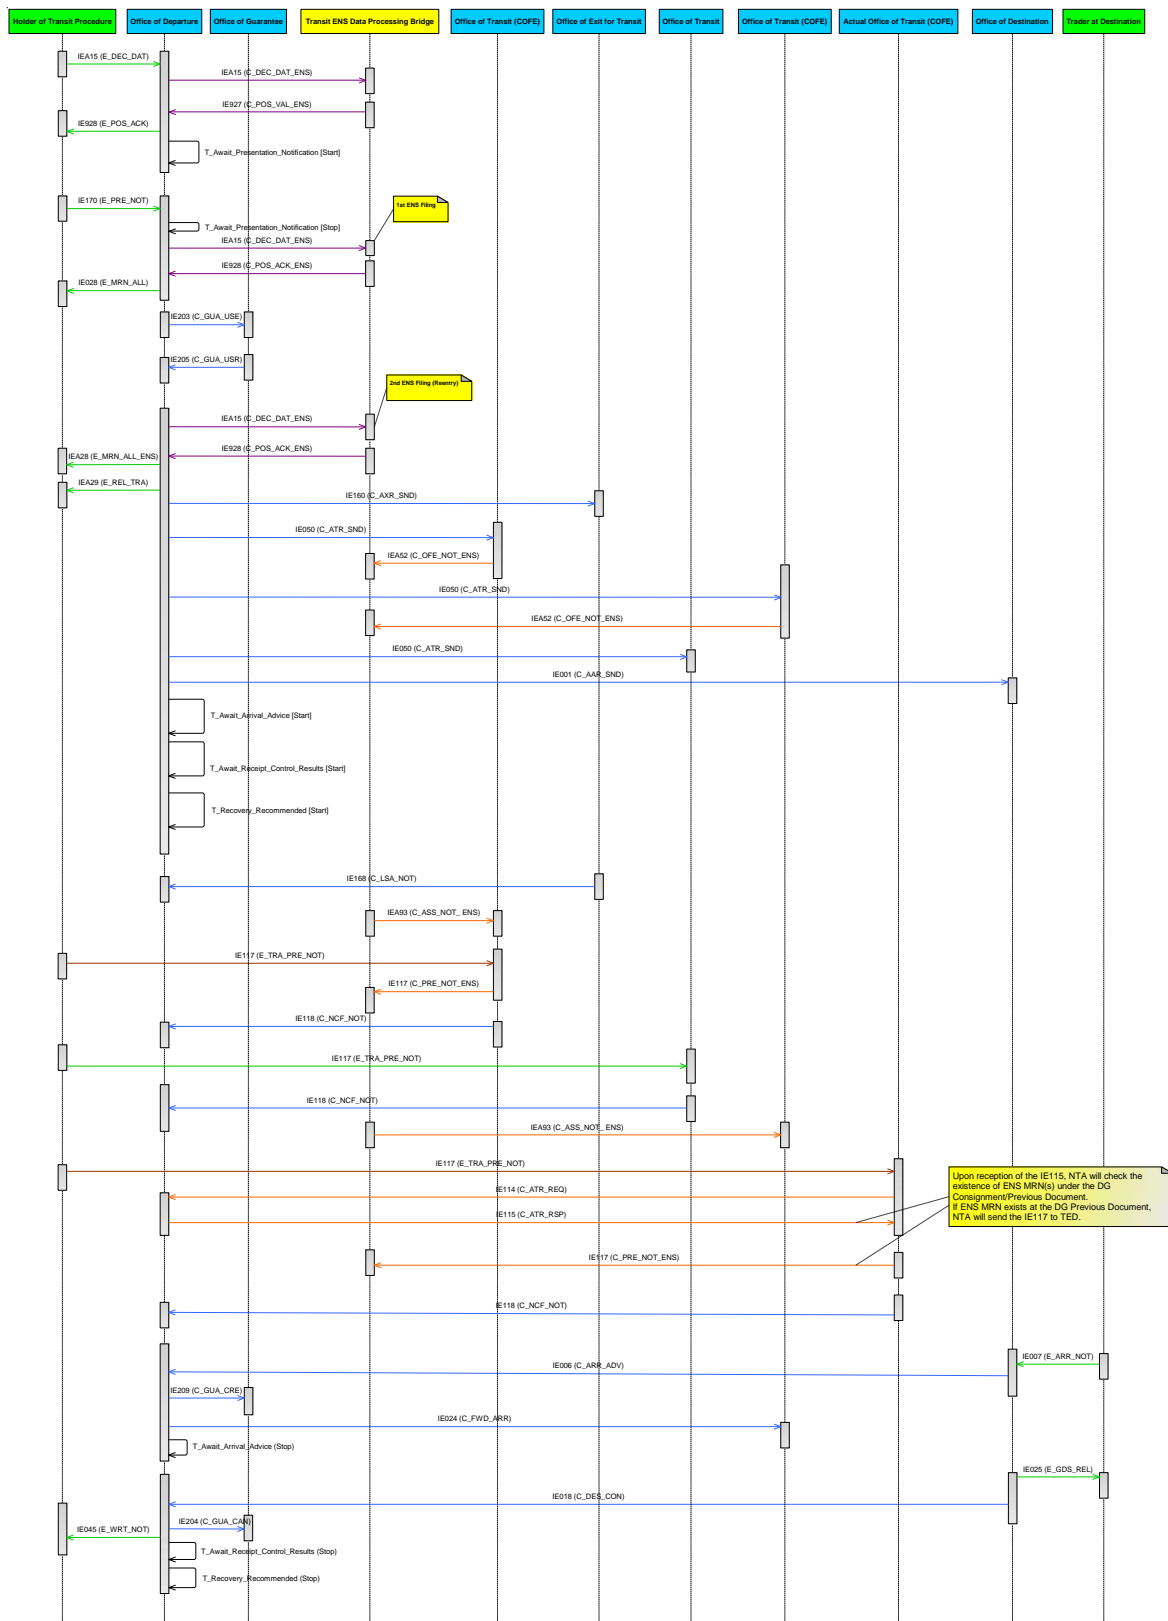 Holder of Transit Procedure
Office of Departure
Office of Guarantee
Transit ENS Data Processing Bridge
Office of Transit (COFE)
Office of Exit for Transit
Office of Transit
Office of Transit (COFE)
Actual Office of Transit (COFE)
Office of Destination
Trader at Destination
IEA15 (E_DEC_DAT)
IEA15 (C_DEC_DAT_ENS)
IE927 (C_POS_VAL_ENS)
IE928 (E_POS_ACK)
T_Await_Presentation_Notification [Start]
IE170 (E_PRE_NOT)
1st ENS Filing
T_Await_Presentation_Notification [Stop]
IEA15 (C_DEC_DAT_ENS)
IE928 (C_POS_ACK_ENS)
IE028 (E_MRN_ALL)
IE203 (C_GUA_USE)
IE205 (C_GUA_USR)
2nd ENS Filing (Reentry)
IEA15 (C_DEC_DAT_ENS)
IE928 (C_POS_ACK_ENS)
IEA28 (E_MRN_ALL_ENS)
IEA29 (E_REL_TRA)
IE160 (C_AXR_SND)
IE050 (C_ATR_SND)
IEA52 (C_OFE_NOT_ENS)
IE050 (C_ATR_SND)
IEA52 (C_OFE_NOT_ENS)
IE050 (C_ATR_SND)
IE001 (C_AAR_SND)
T_Await_Arrival_Advice [Start]
T_Await_Receipt_Control_Results [Start]
T_Recovery_Recommended [Start]
IE168 (C_LSA_NOT)
IEA93 (C_ASS_NOT_ ENS)
IE117 (E_TRA_PRE_NOT)
IE117 (C_PRE_NOT_ENS)
IE118 (C_NCF_NOT)
IE117 (E_TRA_PRE_NOT)
IE118 (C_NCF_NOT)
IEA93 (C_ASS_NOT_ ENS)
IE117 (E_TRA_PRE_NOT)
Upon reception of the IE115, NTA will check the
existence of ENS MRN(s) under the DG
Consignment/Previous Document.
If ENS MRN exists at the DG Previous Document,
NTA will send the IE117 to TED.
IE114 (C_ATR_REQ)
IE115 (C_ATR_RSP)
IE117 (C_PRE_NOT_ENS)
IE118 (C_NCF_NOT)
IE007 (E_ARR_NOT)
IE006 (C_ARR_ADV)
IE209 (C_GUA_CRE)
IE024 (C_FWD_ARR)
T_Await_Arrival_Advice (Stop)
IE025 (E_GDS_REL)
IE018 (C_DES_CON)
IE204 (C_GUA_CAN)
IE045 (E_WRT_NOT)
T_Await_Receipt_Control_Results (Stop)
T_Recovery_Recommended (Stop)